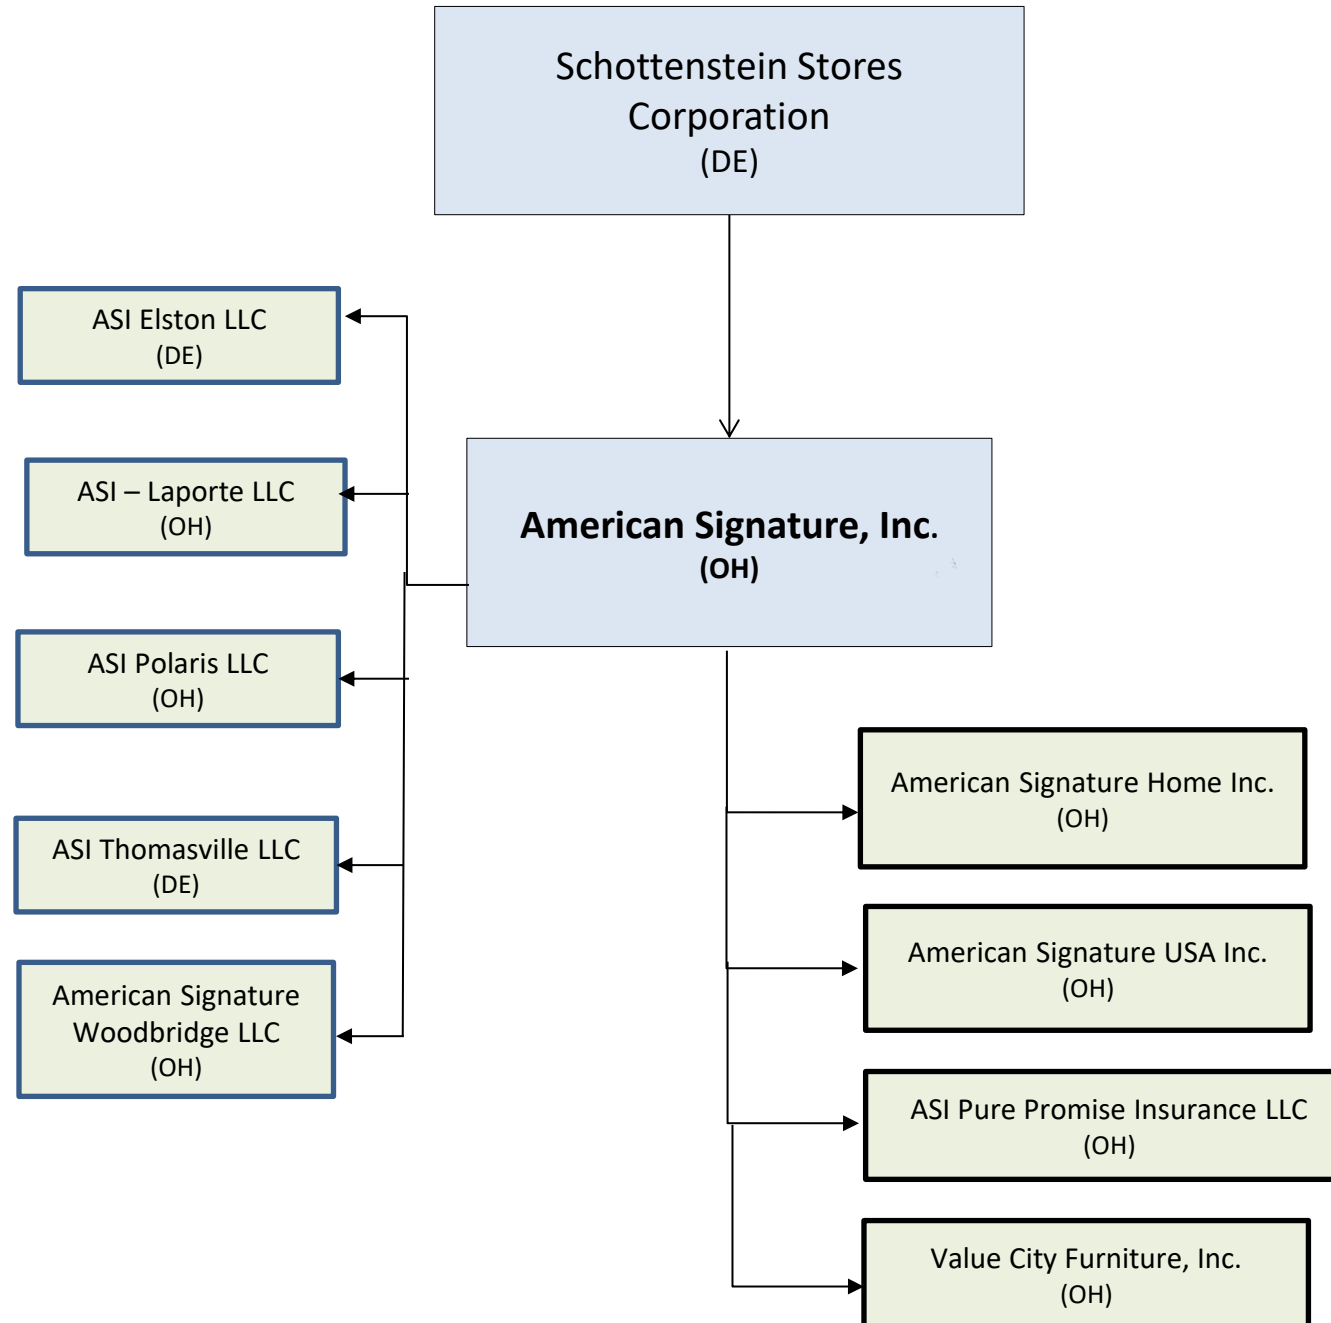 Schottenstein Stores
Corporation
(DE)
ASI Elston LLC
(DE)
ASI – Laporte LLC
(OH)
American Signature, Inc.
(OH)
ASI Polaris LLC
(OH)
American Signature Home Inc.
(OH)
ASI Thomasville LLC
(DE)
American Signature USA Inc.
(OH)
American Signature
Woodbridge LLC
(OH)
ASI Pure Promise Insurance LLC
(OH)
Value City Furniture, Inc.
(OH)